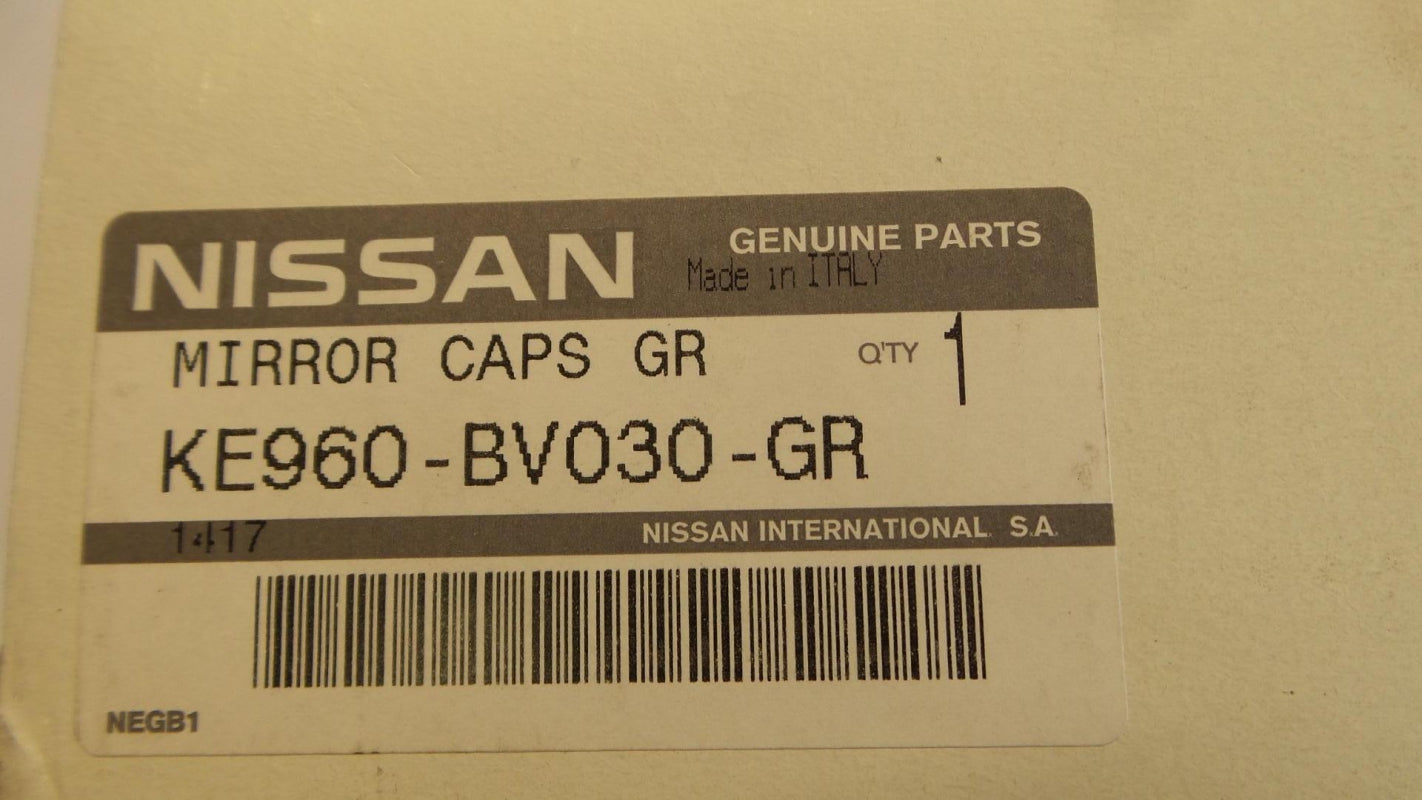 NISSAN GENUINE PARTS
Made in ITALY
MIRROR CAPS GR Q'TY 1
KE960-BV030-GR
1417 NISSAN INTERNATIONAL S.A.
NEGB1